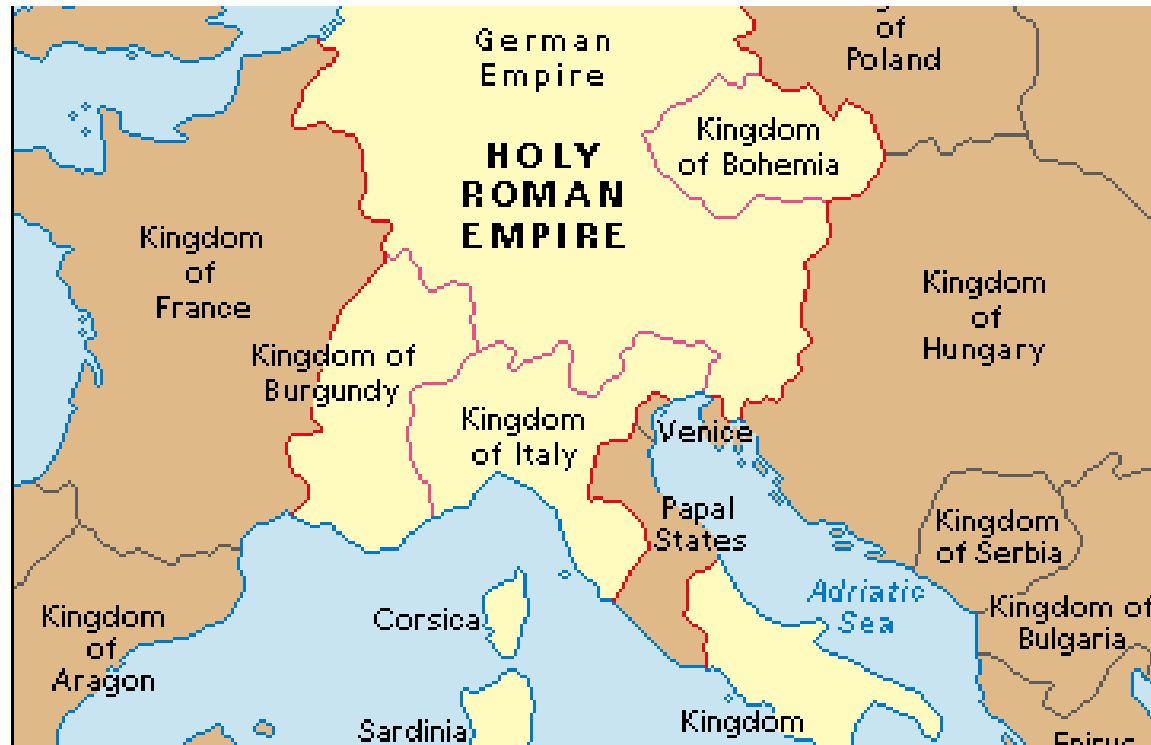 German
Empire
of
Poland
Kingdom
of Bohemia
HOLY
ROMAN
EMPIRE
Kingdom
of
France
Kingdom
of
Hungary
Kingdom of
Burgundy
Kingdom
of Italy
Venice
Papal
States
Kingdom
of Serbia
Adriatic
Sea
Corsica
Kingdom
of
Aragon
Kingdom of
Bulgaria
Sardinia
Kingdom